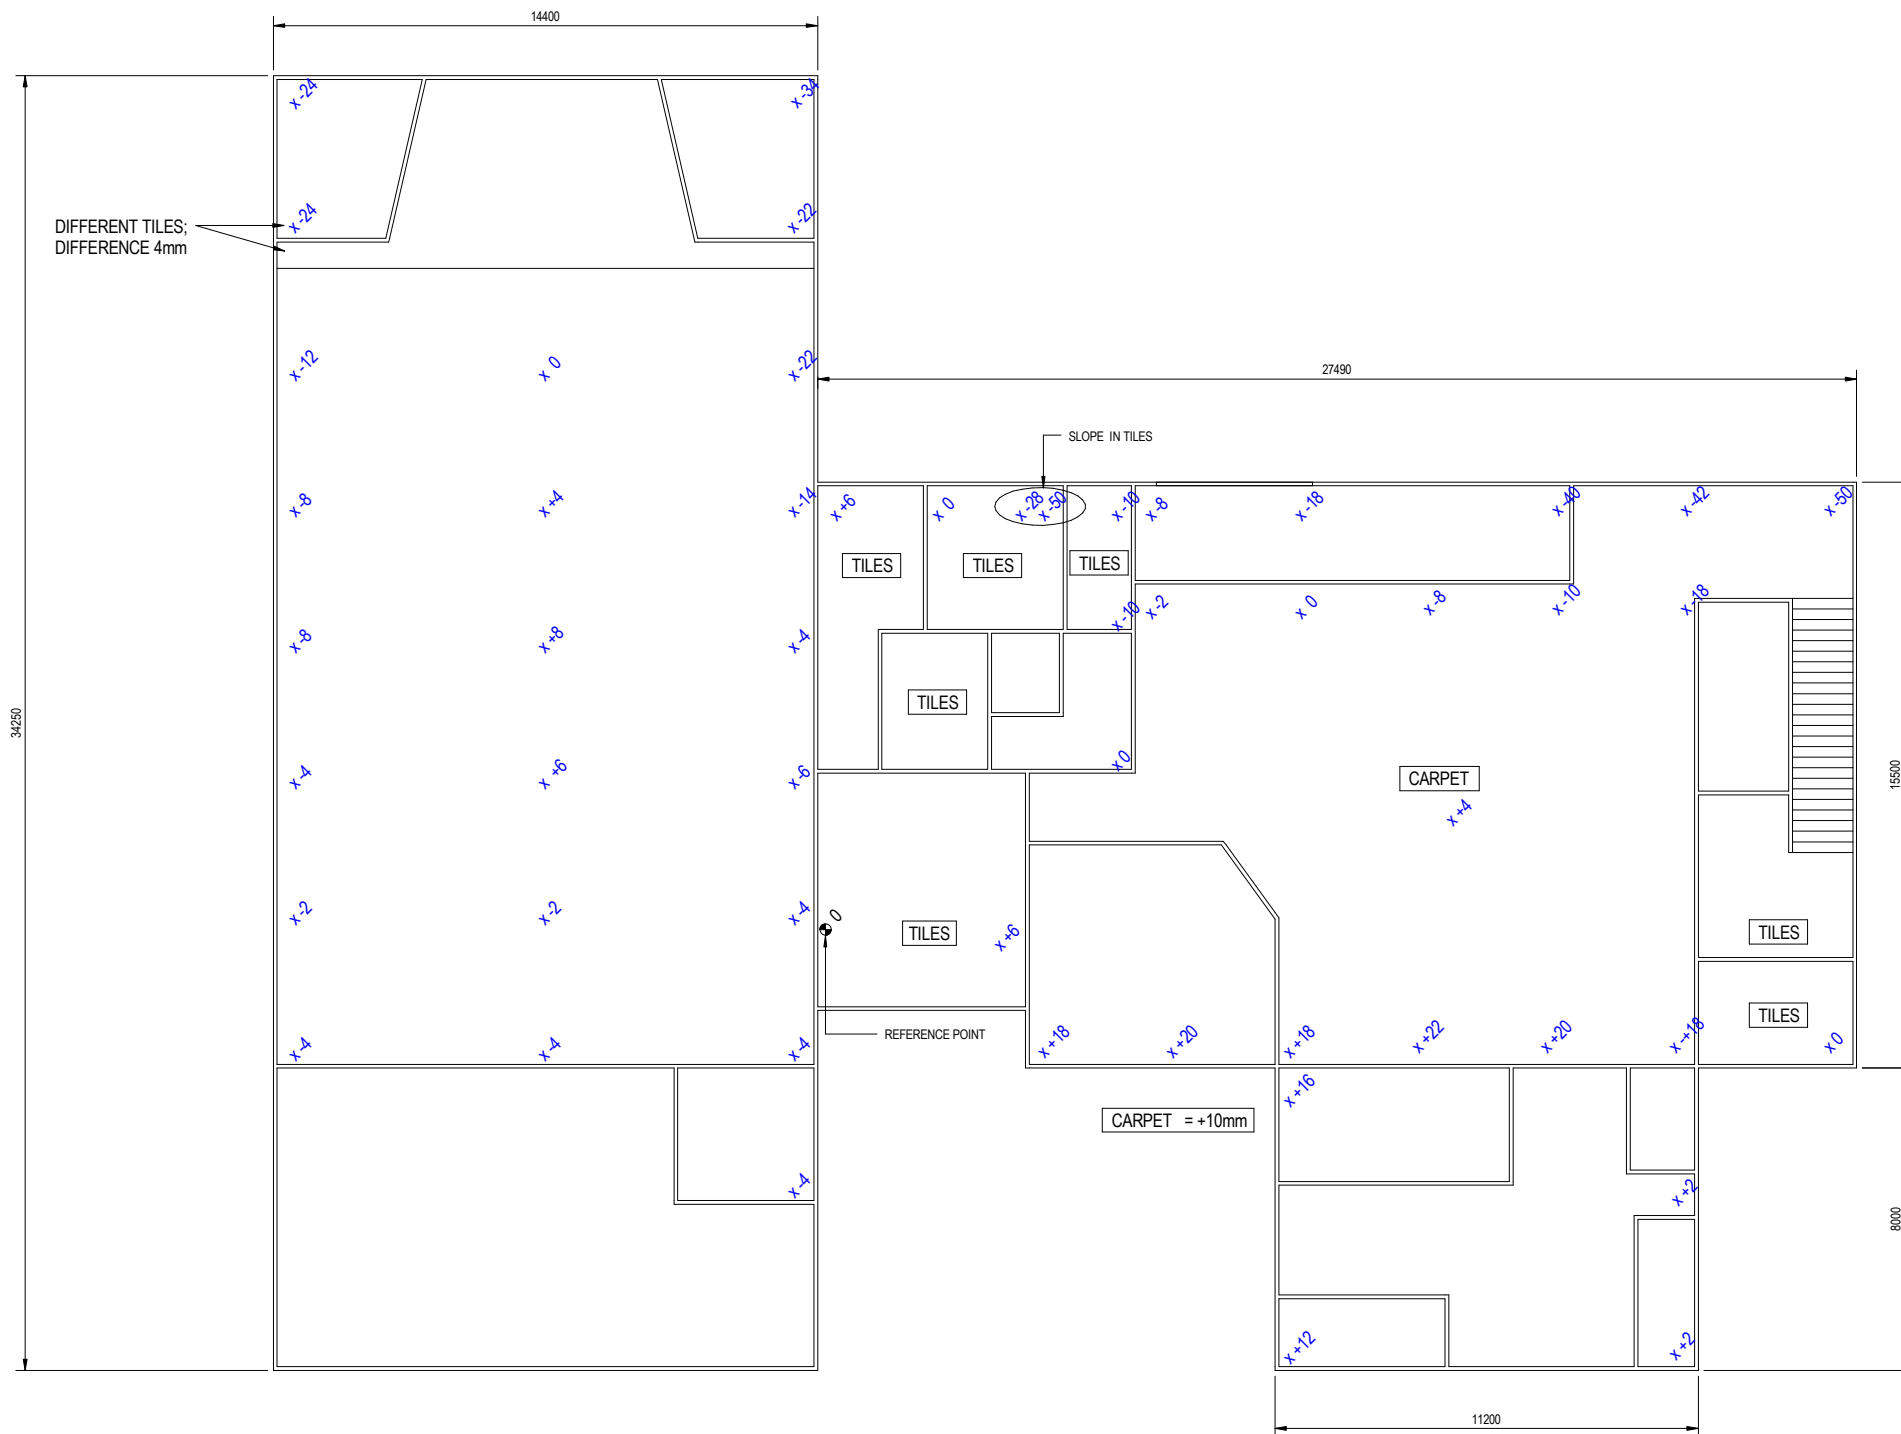 14400
x -24
x -34
x -24
x -22
DIFFERENT TILES;
DIFFERENCE 4mm
x -12
x 0
x -22
27490
SLOPE IN TILES
x -8
x +4
x -14
x +6
x 0
x -28
x -50
x -10
x -8
x -18
x -40
x -42
x -50
TILES
TILES
TILES
x -8
x +8
x -4
x -10
x -2
x 0
x -8
x -10
x -18
TILES
34250
x -4
x +6
x -6
x 0
CARPET
x +4
15500
x -2
x -2
x -4
0
TILES
x +6
TILES
REFERENCE POINT
TILES
x -4
x -4
x -4
x +18
x +20
x +18
x +22
x +20
x -+18
x 0
x +16
CARPET = +10mm
x -4
x +2
8000
x +12
x +2
11200